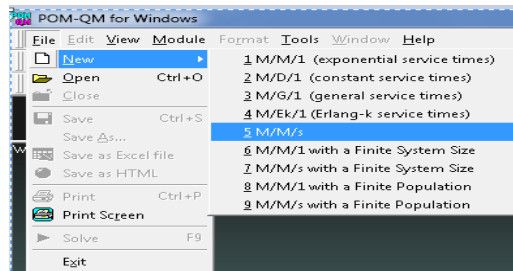 POM-QM for Windows
File Edit View Module Format Tools Window Help
New
Open Ctrl+O
Close
Save Ctrl+S
Save As...
Save as Excel file
Save as HTML
Print Ctrl+P
Print Screen
Solve F9
Exit
1 M/M/1 (exponential service times)
2 M/D/1 (constant service times)
3 M/G/1 (general service times)
4 M/Ek/1 (Erlang-k service times)
5 M/M/s
6 M/M/1 with a Finite System Size
7 M/M/s with a Finite System Size
8 M/M/1 with a Finite Population
9 M/M/s with a Finite Population